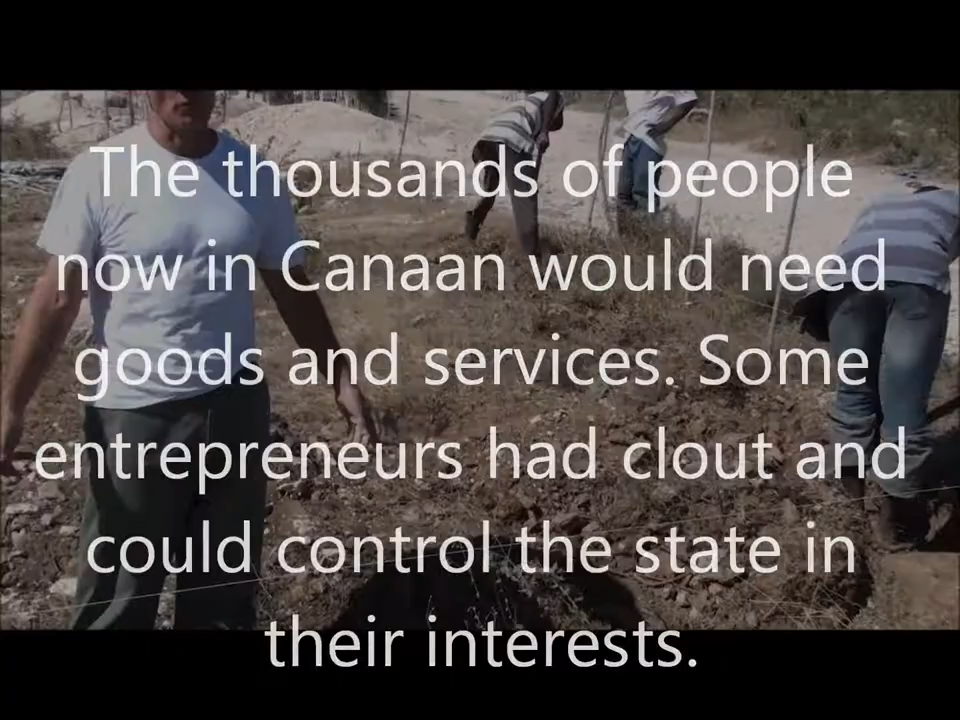 The thousands of people
now in Canaan would need
goods and services. Some
entrepreneurs had clout and
could control the state in
their interests.